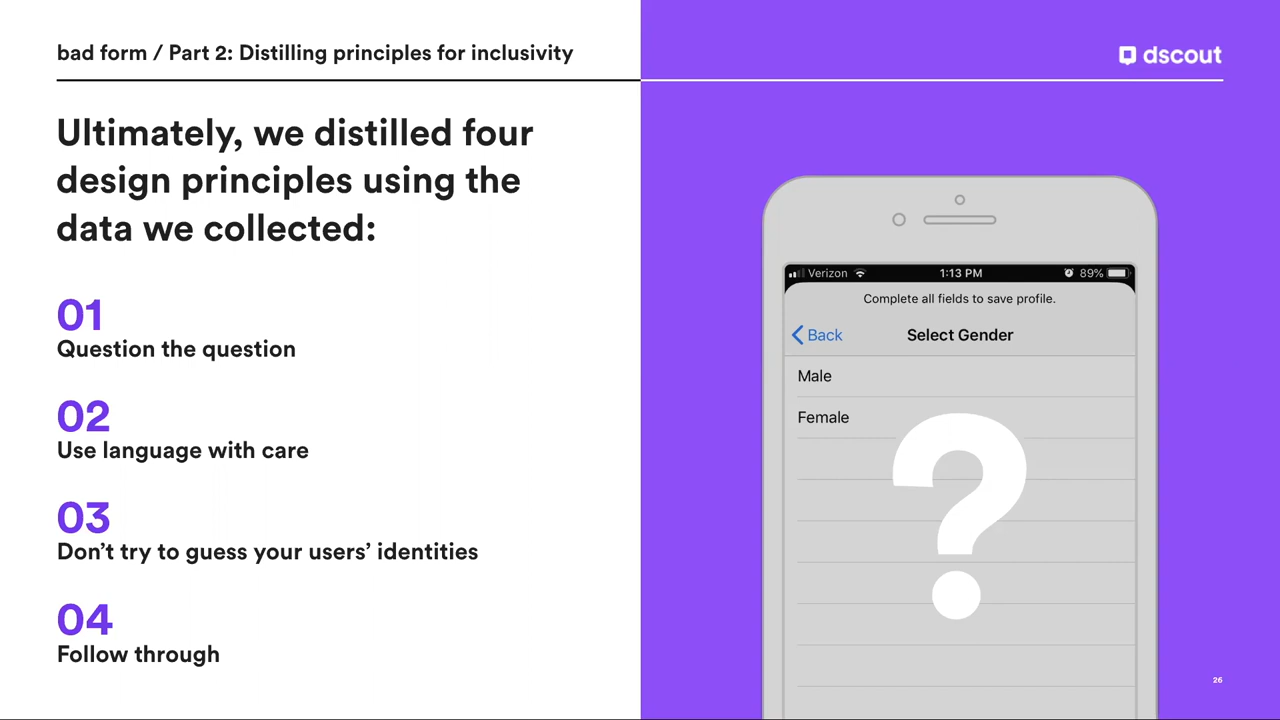 bad form / Part 2: Distilling principles for inclusivity
dscout
Ultimately, we distilled four
design principles using the
data we collected:
01
Question the question
02
Use language with care
03
Don’t try to guess your users’ identities
04
Follow through
Verizon
1:13 PM
89%
Complete all fields to save profile.
Back
Select Gender
Male
Female
?
26